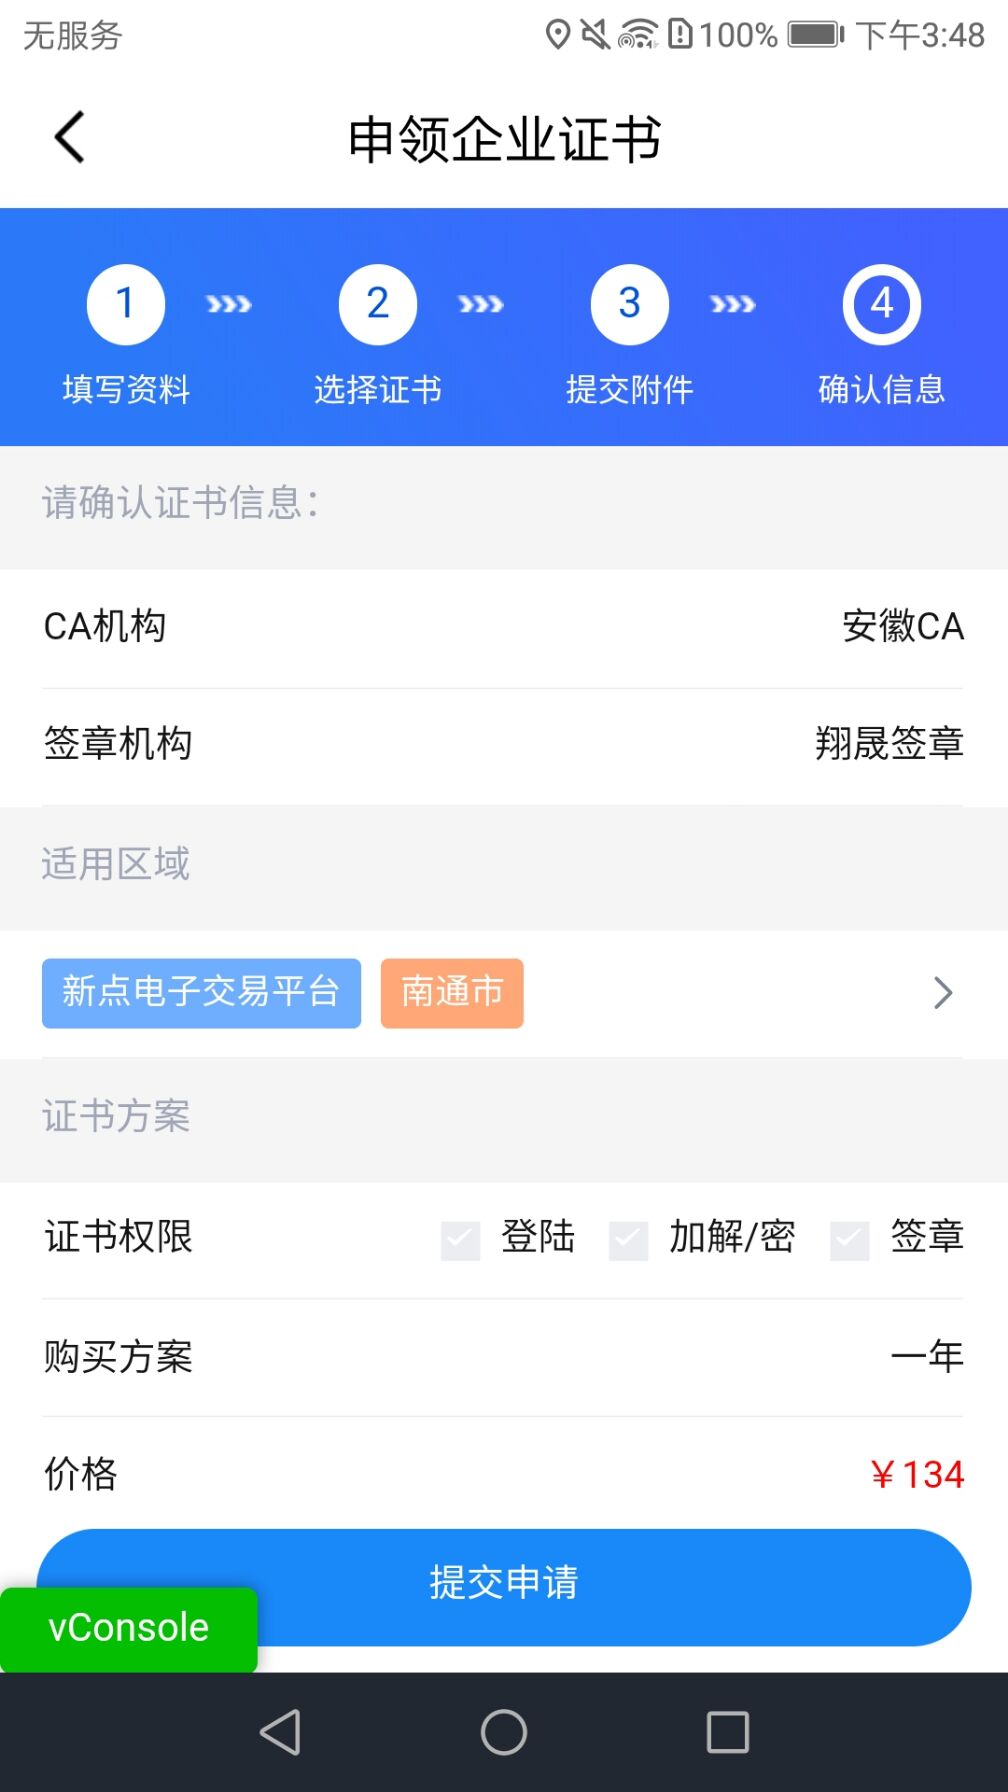 无服务
100% 下午3:48
申领企业证书
1 2 3 4
填写资料 选择证书 提交附件 确认信息
请确认证书信息：
CA机构 安徽CA
签章机构 翔晟签章
适用区域
新点电子交易平台 南通市
证书方案
证书权限 登陆 加解/密 签章
购买方案 一年
价格 ￥134
提交申请
vConsole